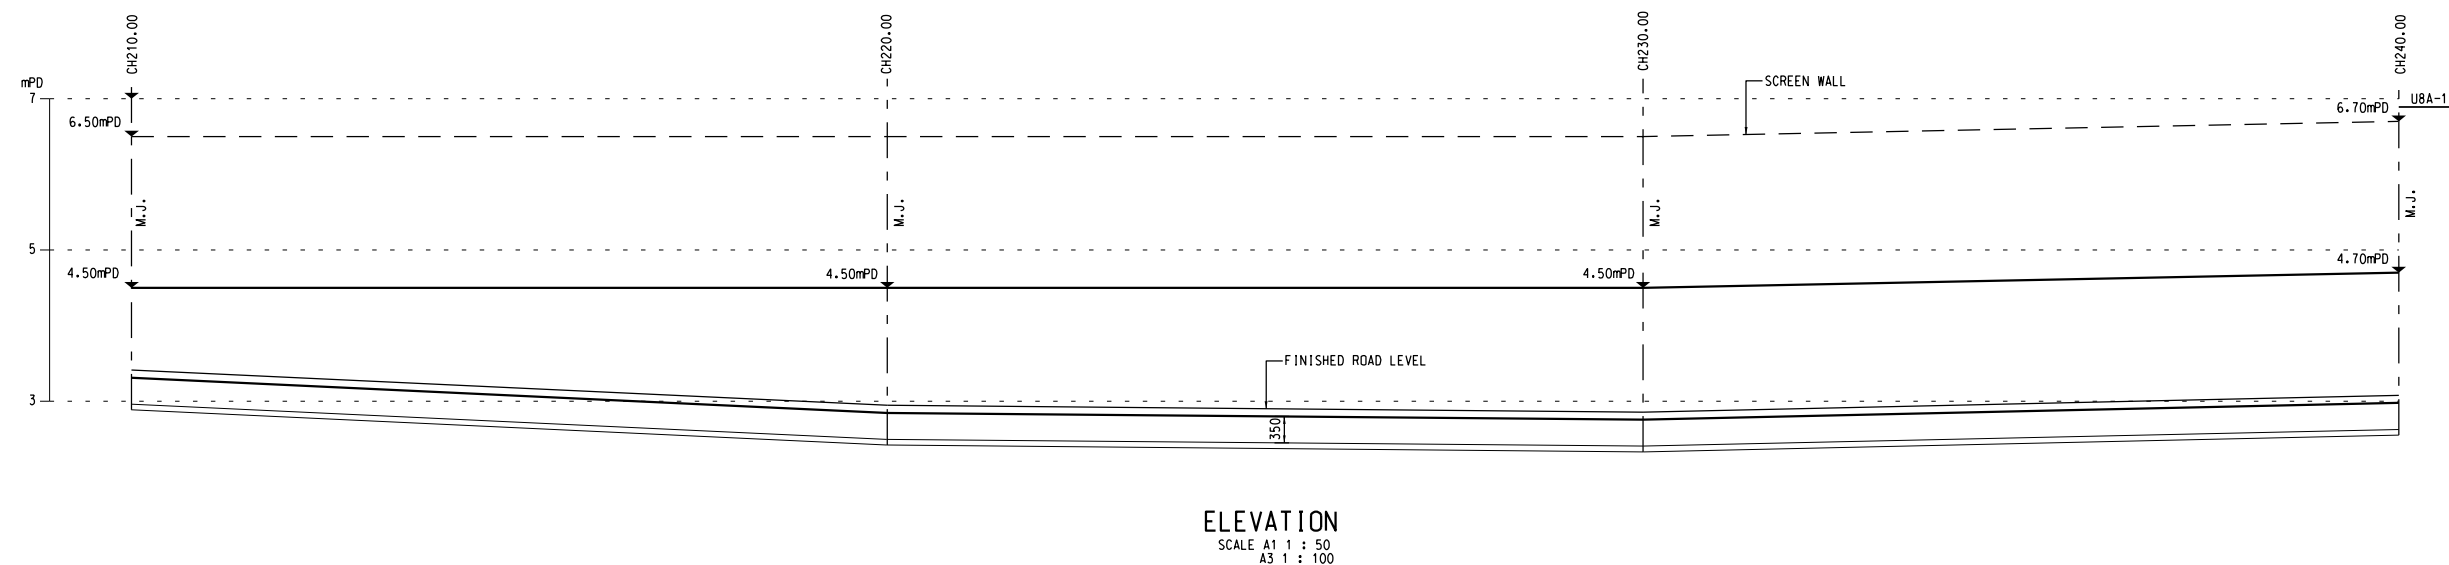 CH210.00
CH220.00
CH230.00
CH240.00
mPD
7
SCREEN WALL
U8A-1
6.50mPD
6.70mPD
M.J.
M.J.
M.J.
M.J.
5
4.50mPD
4.50mPD
4.50mPD
4.70mPD
FINISHED ROAD LEVEL
3
350
ELEVATION
SCALE A1 1 : 50
A3 1 : 100